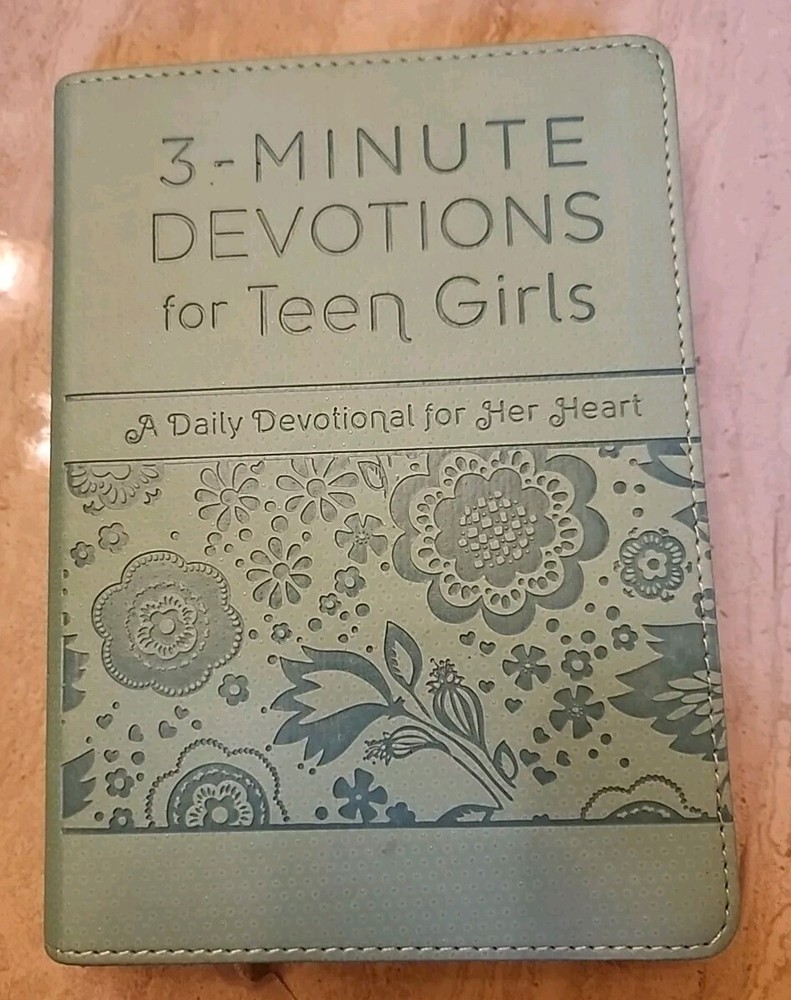 3-MINUTE
DEVOTIONS
for Teen Girls
A Daily Devotional for Her Heart